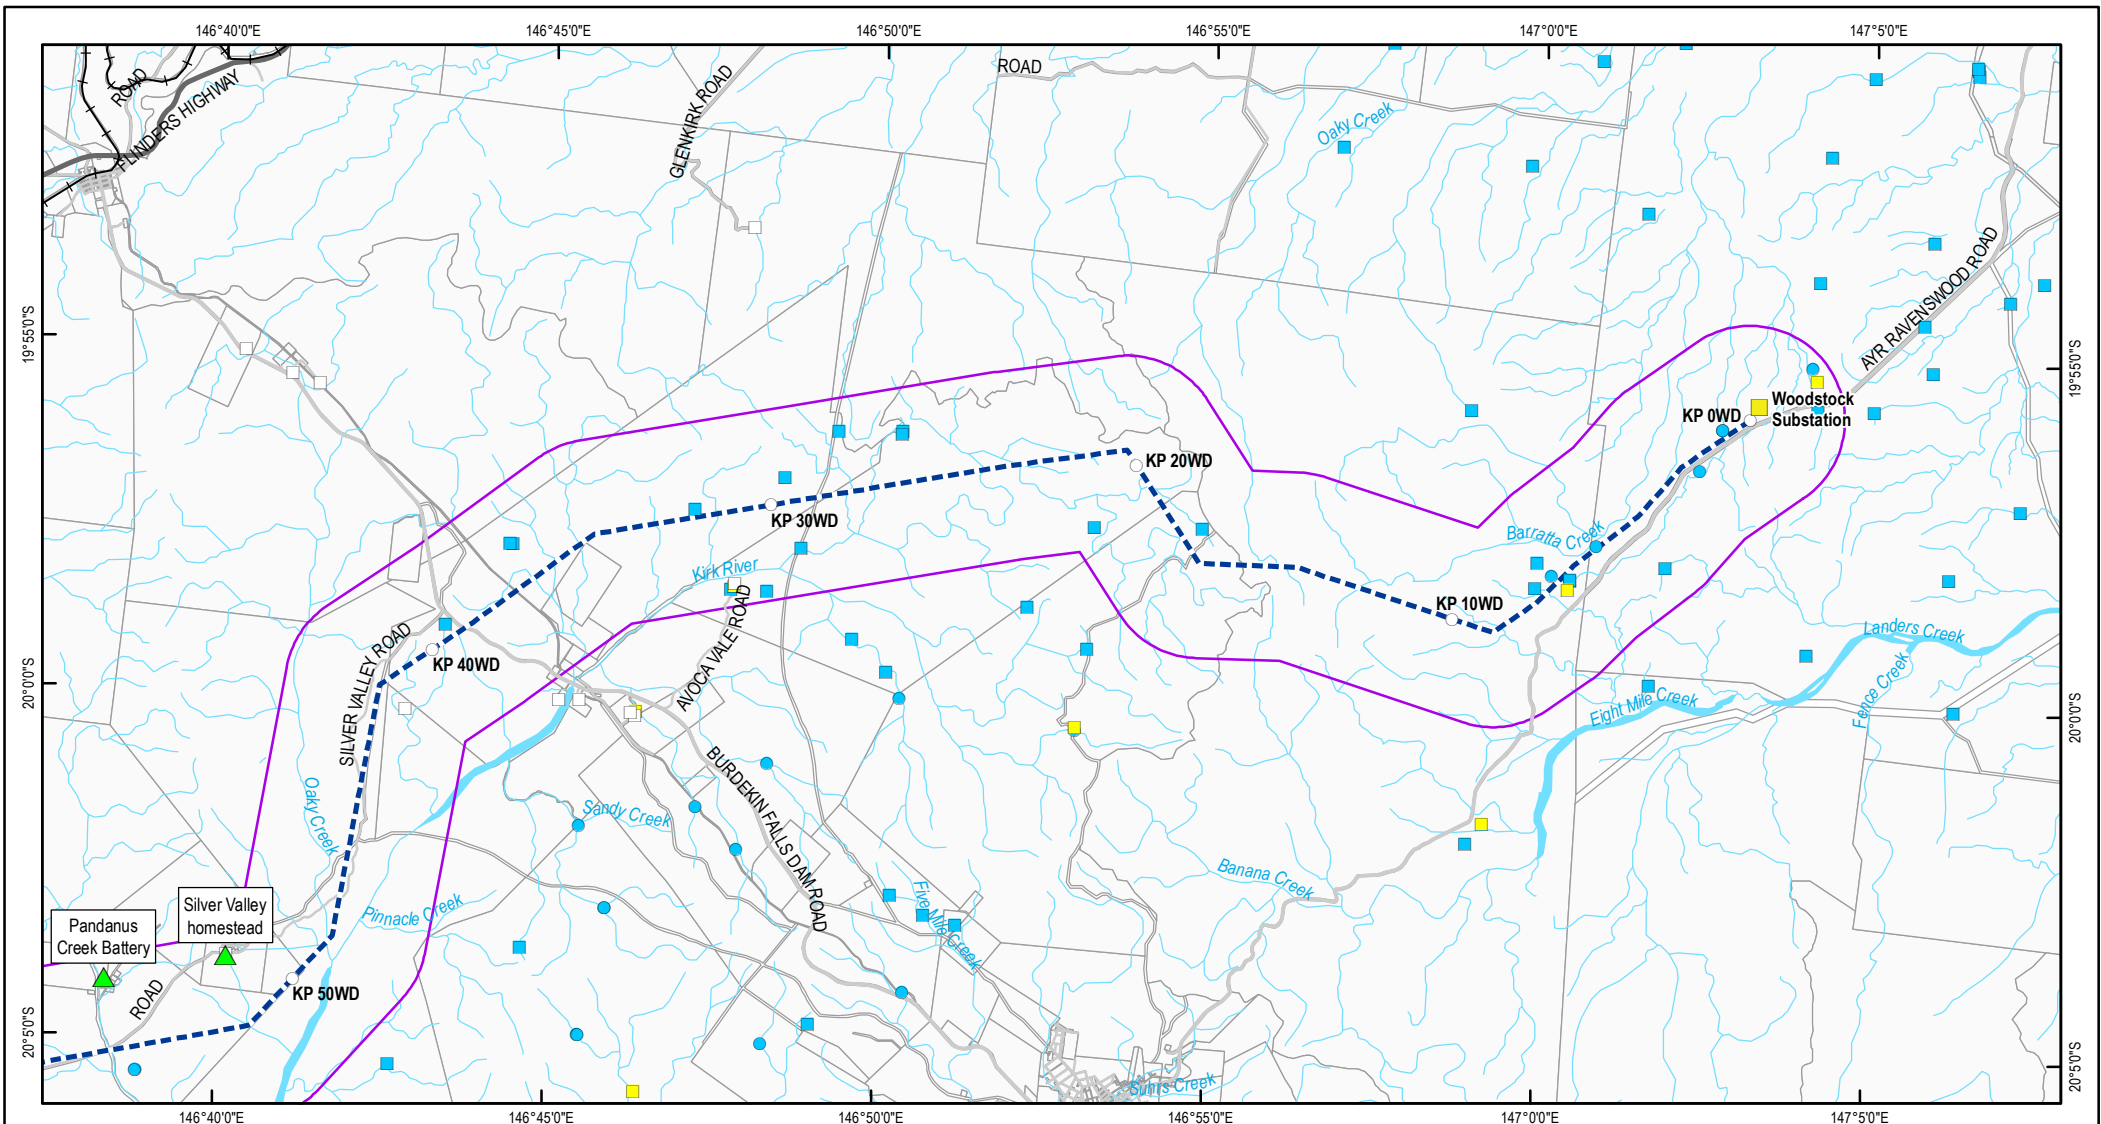 146°40'0"E
146°45'0"E
146°50'0"E
146°55'0"E
147°0'0"E
147°5'0"E
ROAD
FLINDERS HIGHWAY
GLENKIRK ROAD
ROAD
Oaky Creek
AYR RAVENSWOOD ROAD
19°55'0"S
19°55'0"S
Woodstock
Substation
KP 0WD
KP 20WD
KP 30WD
Barratta Creek
Kirk River
KP 10WD
SILVER VALLEY ROAD
KP 40WD
AVOCA VALE ROAD
Landers Creek
Fence Creek
Eight Mile Creek
20°0'0"S
20°0'0"S
Oaky Creek
Sandy Creek
BURDEKIN FALLS DAM ROAD
Banana Creek
Pinnacle Creek
Five Mile Creek
Silver Valley
homestead
Pandanus
Creek Battery
ROAD
KP 50WD
20°5'0"S
20°5'0"S
Suhrs Creek
146°40'0"E
146°45'0"E
146°50'0"E
146°55'0"E
147°0'0"E
147°5'0"E